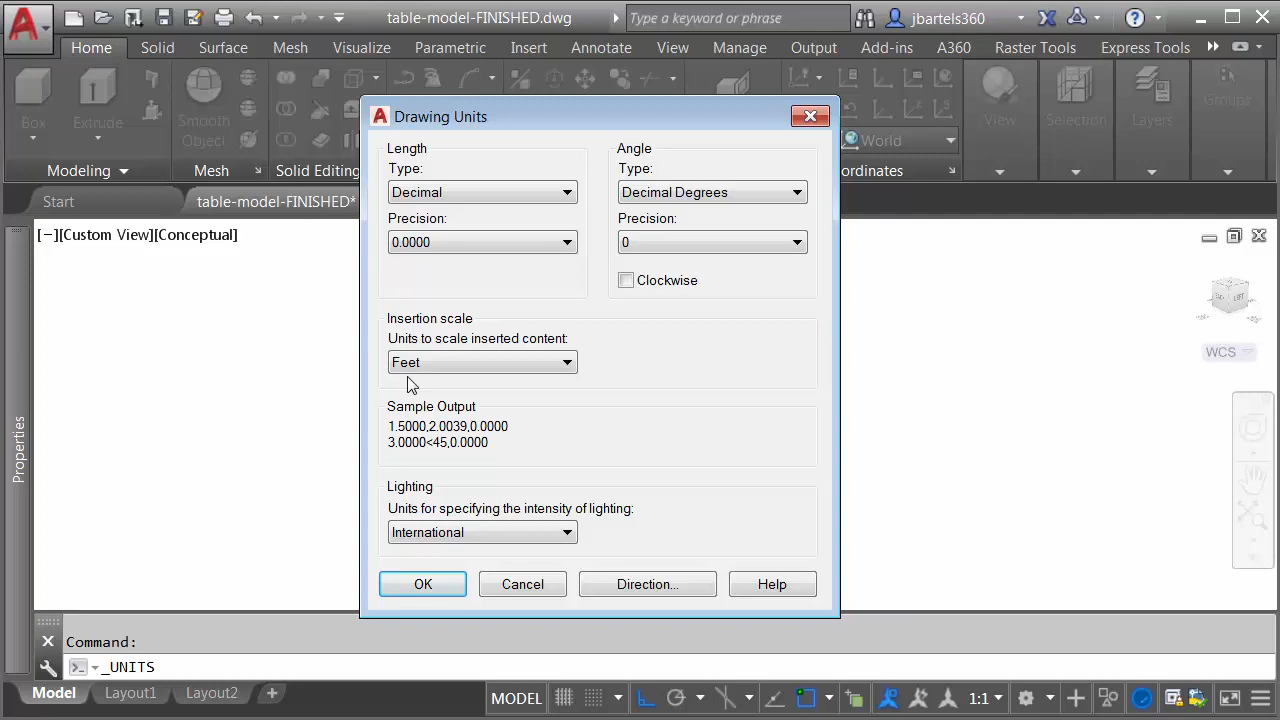 table-model-FINISHED.dwg
Type a keyword or phrase
jbartels360
Home
Solid
Surface
Mesh
Visualize
Parametric
Insert
Annotate
View
Manage
Output
Add-ins
A360
Raster Tools
Express Tools
Box
Extrude
Smooth
Object
World
View
Selection
Layers
Groups
Modeling
Mesh
Solid Editing
ordinates
Start
table-model-FINISHED*
[−][Custom View][Conceptual]
WCS
Properties
Drawing Units
Length
Type:
Decimal
Precision:
0.0000
Angle
Type:
Decimal Degrees
Precision:
0
Clockwise
Insertion scale
Units to scale inserted content:
Feet
Sample Output
1.5000,2.0039,0.0000
3.0000<45,0.0000
Lighting
Units for specifying the intensity of lighting:
International
OK
Cancel
Direction...
Help
Command:
_UNITS
Model
Layout1
Layout2
MODEL
1:1